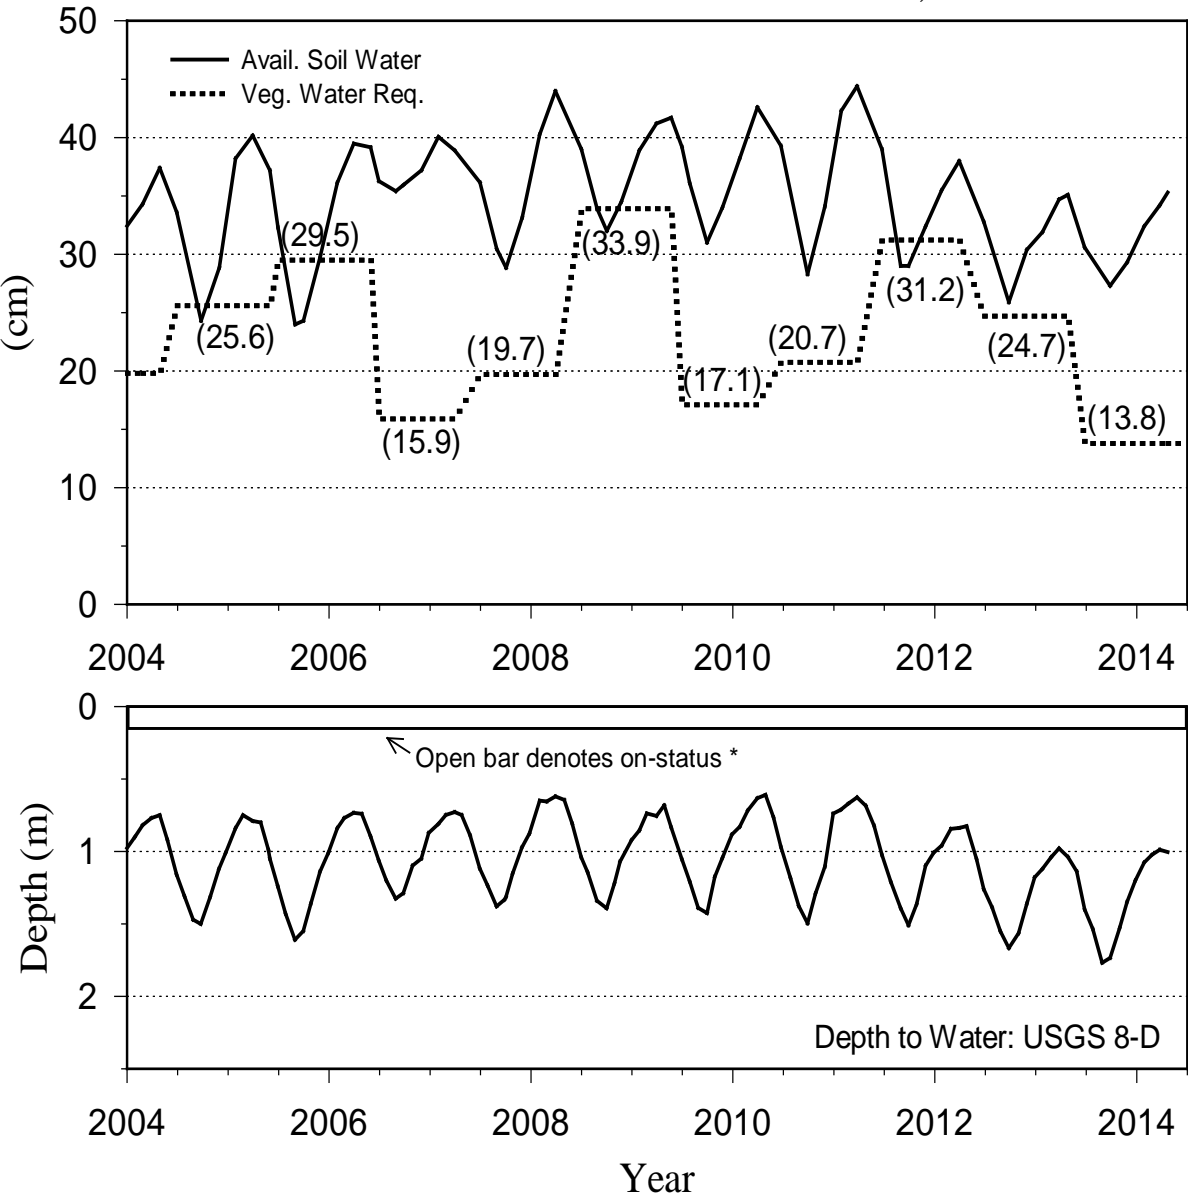 50
Avail. Soil Water
Veg. Water Req.
40
(29.5)
(33.9)
30
(cm)
(31.2)
(25.6)
(19.7)
(20.7)
(24.7)
20
(17.1)
(15.9)
(13.8)
10
0
2004 2006 2008 2010 2012 2014
0
Open bar denotes on-status *
Depth (m)
1
2
Depth to Water: USGS 8-D
2004 2006 2008 2010 2012 2014
Year